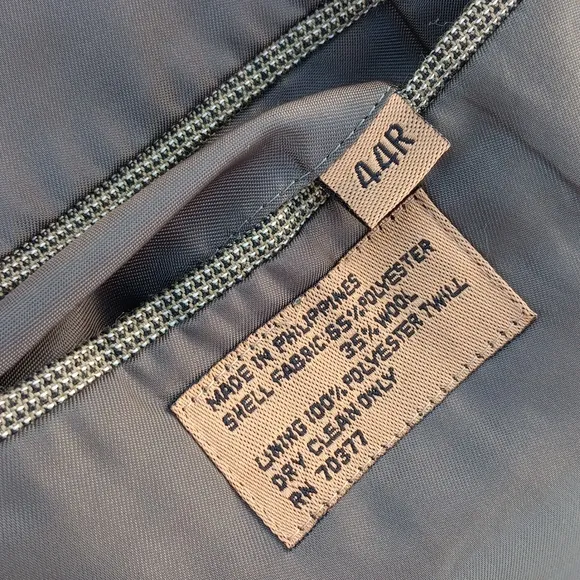 44R
MADE IN PHILIPPINES
SHELL FABRIC:65%POLYESTER
35%WOOL
LINING 100%POLYESTER TWILL
DRY CLEAN ONLY
RN 70377